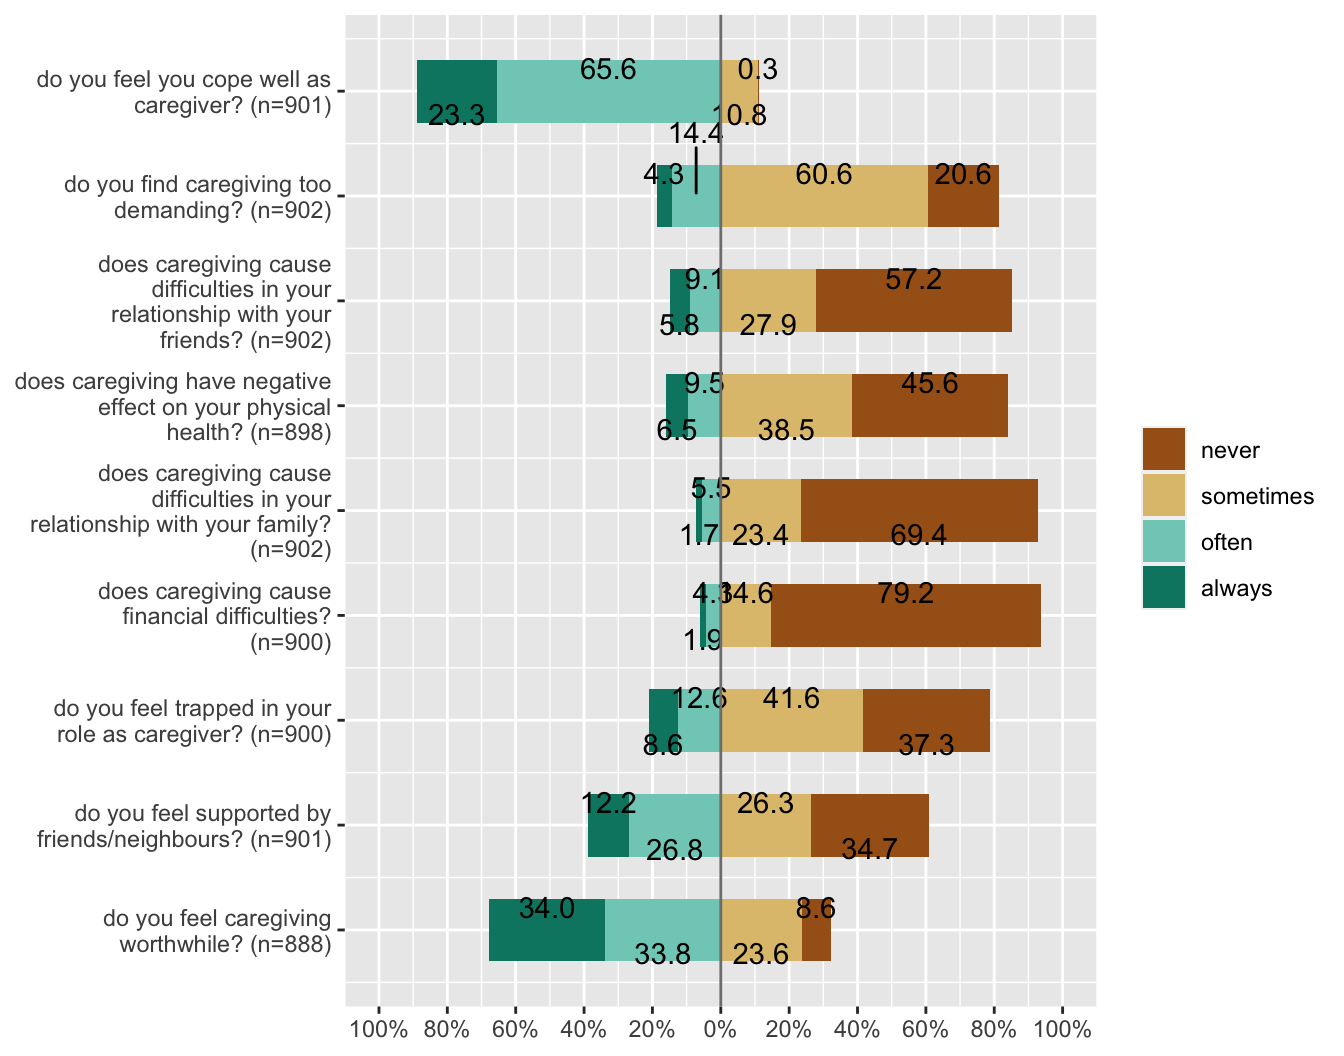 do you feel you cope well as
caregiver? (n=901)
65.6
0.3
23.3
10.8
do you find caregiving too
demanding? (n=902)
14.4
4.3
60.6
20.6
does caregiving cause
difficulties in your
relationship with your
friends? (n=902)
9.1
57.2
5.8
27.9
does caregiving have negative
effect on your physical
health? (n=898)
9.5
45.6
6.5
38.5
does caregiving cause
difficulties in your
relationship with your family?
(n=902)
5.5
1.7
23.4
69.4
does caregiving cause
financial difficulties?
(n=900)
4.3
14.6
79.2
1.9
do you feel trapped in your
role as caregiver? (n=900)
12.6
41.6
8.6
37.3
do you feel supported by
friends/neighbours? (n=901)
12.2
26.3
26.8
34.7
do you feel caregiving
worthwhile? (n=888)
34.0
8.6
33.8
23.6
100% 80% 60% 40% 20% 0% 20% 40% 60% 80% 100%
never
sometimes
often
always